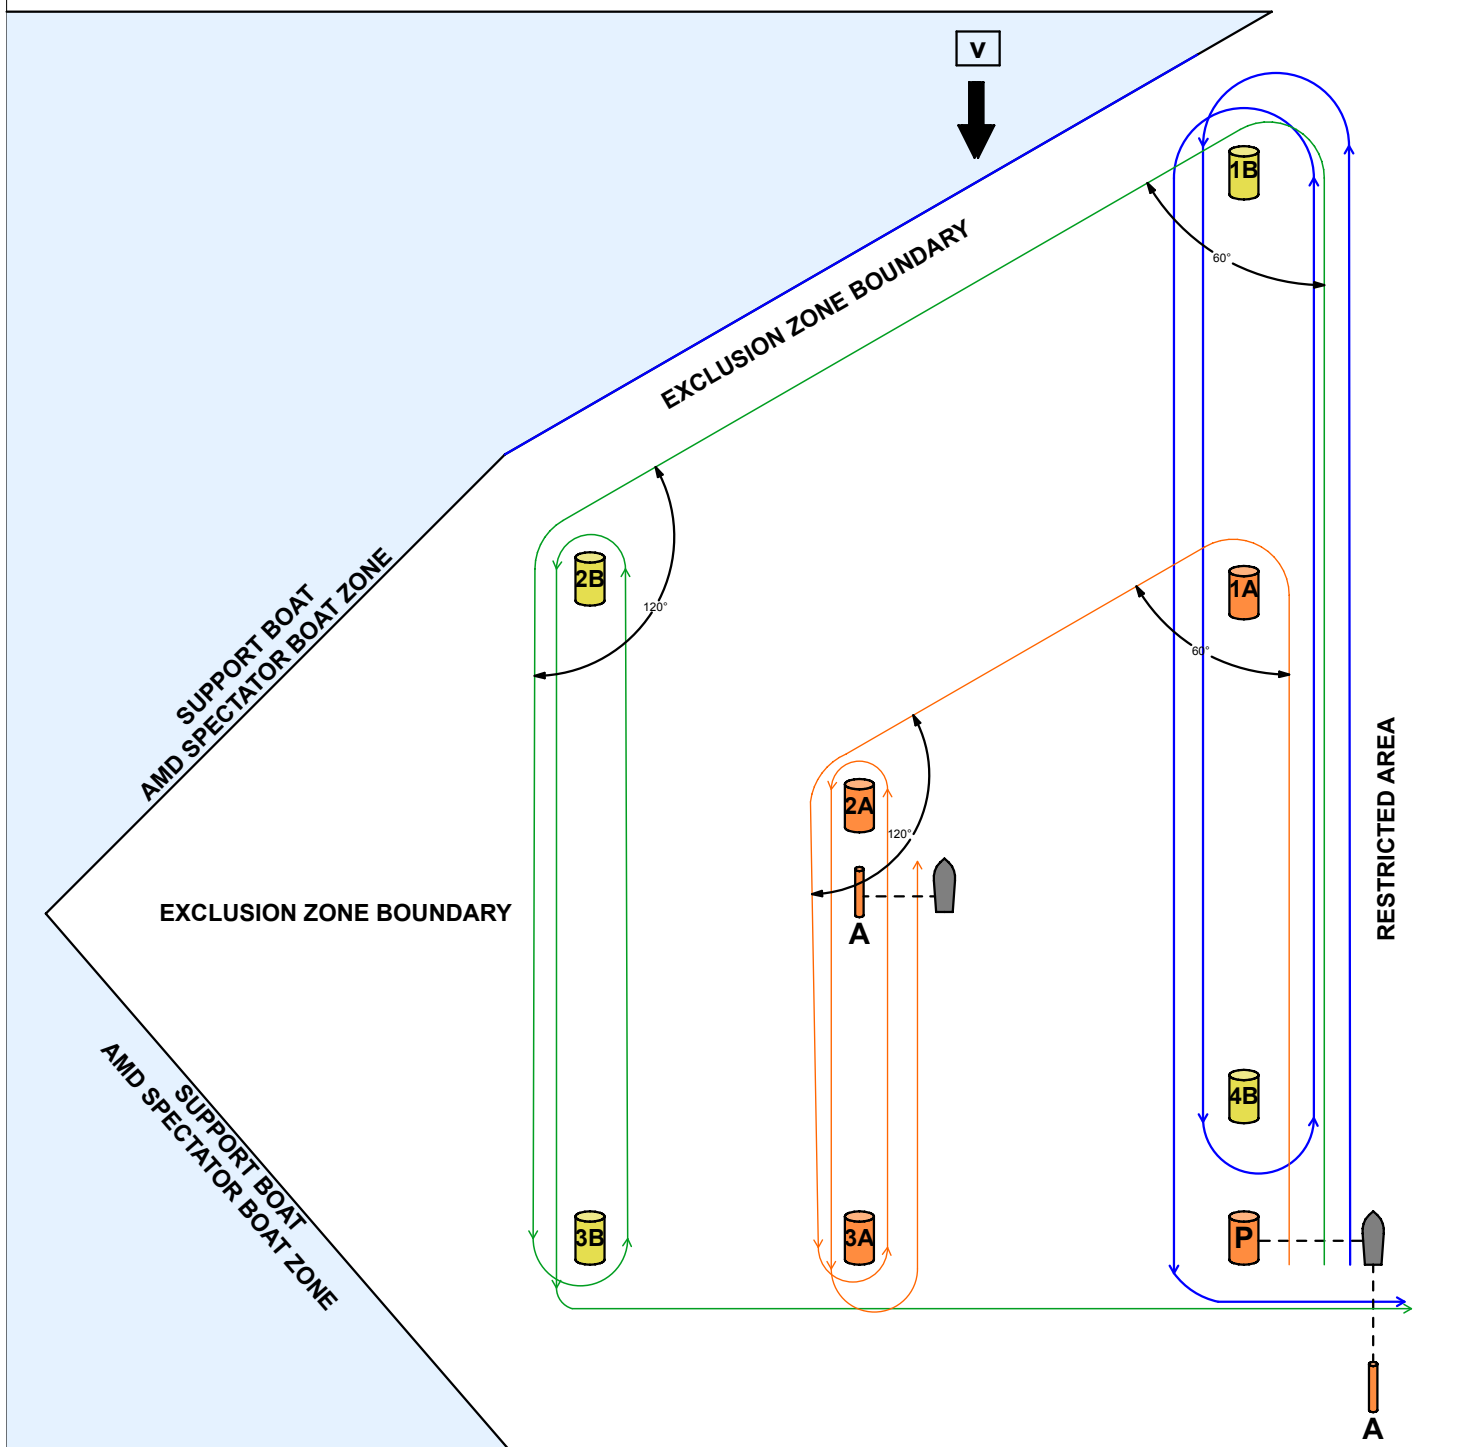 v
1B
60°
EXCLUSION ZONE BOUNDARY
2B
120°
1A
60°
SUPPORT BOAT
AMD SPECTATOR BOAT ZONE
2A
120°
RESTRICTED AREA
A
EXCLUSION ZONE BOUNDARY
4B
SUPPORT BOAT
AMD SPECTATOR BOAT ZONE
3B
3A
P
A